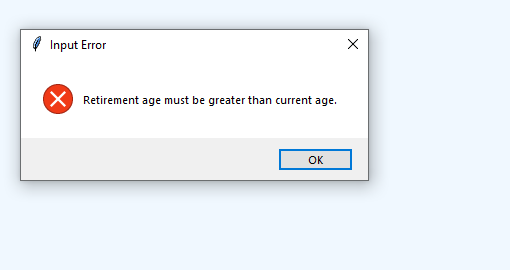 Input Error
Retirement age must be greater than current age.
OK